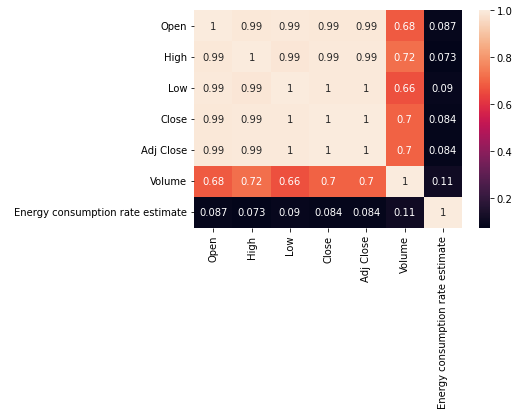 Open 1 0.99 0.99 0.99 0.99 0.68 0.087
High 0.99 1 0.99 0.99 0.99 0.72 0.073
Low 0.99 0.99 1 1 1 0.66 0.09
Close 0.99 0.99 1 1 1 0.7 0.084
Adj Close 0.99 0.99 1 1 1 0.7 0.084
Volume 0.68 0.72 0.66 0.7 0.7 1 0.11
Energy consumption rate estimate 0.087 0.073 0.09 0.084 0.084 0.11 1
Open
High
Low
Close
Adj Close
Volume
Energy consumption rate estimate
1.0
0.8
0.6
0.4
0.2